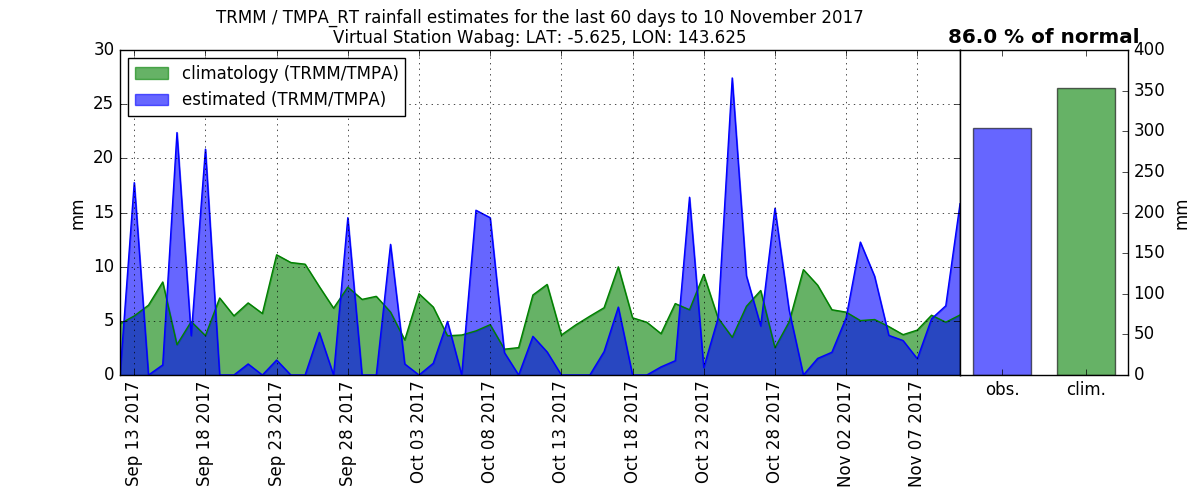 TRMM / TMPA_RT rainfall estimates for the last 60 days to 10 November 2017
Virtual Station Wabag: LAT: -5.625, LON: 143.625
86.0 % of normal
climatology (TRMM/TMPA)
estimated (TRMM/TMPA)
mm
30
25
20
15
10
5
0
Sep 13 2017
Sep 18 2017
Sep 23 2017
Sep 28 2017
Oct 03 2017
Oct 08 2017
Oct 13 2017
Oct 18 2017
Oct 23 2017
Oct 28 2017
Nov 02 2017
Nov 07 2017
obs.
clim.
400
350
300
250
200
150
100
50
0
mm